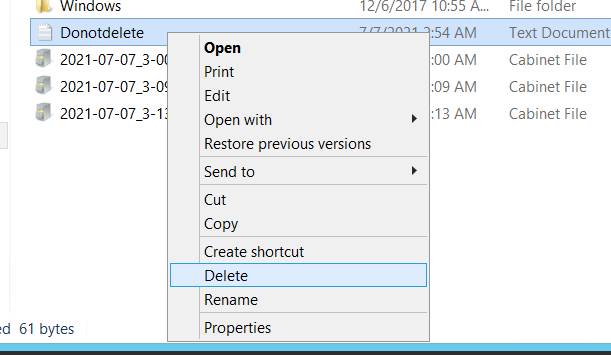 Windows 12/6/2017 10:55 A... File folder
Donotdelete 7/7/2021 3:54 AM Text Documen
2021-07-07_3-00 :00 AM Cabinet File
2021-07-07_3-09 :09 AM Cabinet File
2021-07-07_3-13 :13 AM Cabinet File
Open
Print
Edit
Open with
Restore previous versions
Send to
Cut
Copy
Create shortcut
Delete
Rename
Properties
ed 61 bytes